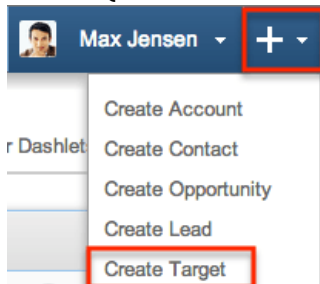 Max Jensen
Create Account
r Dashlet
Create Contact
Create Opportunity
Create Lead
Create Target